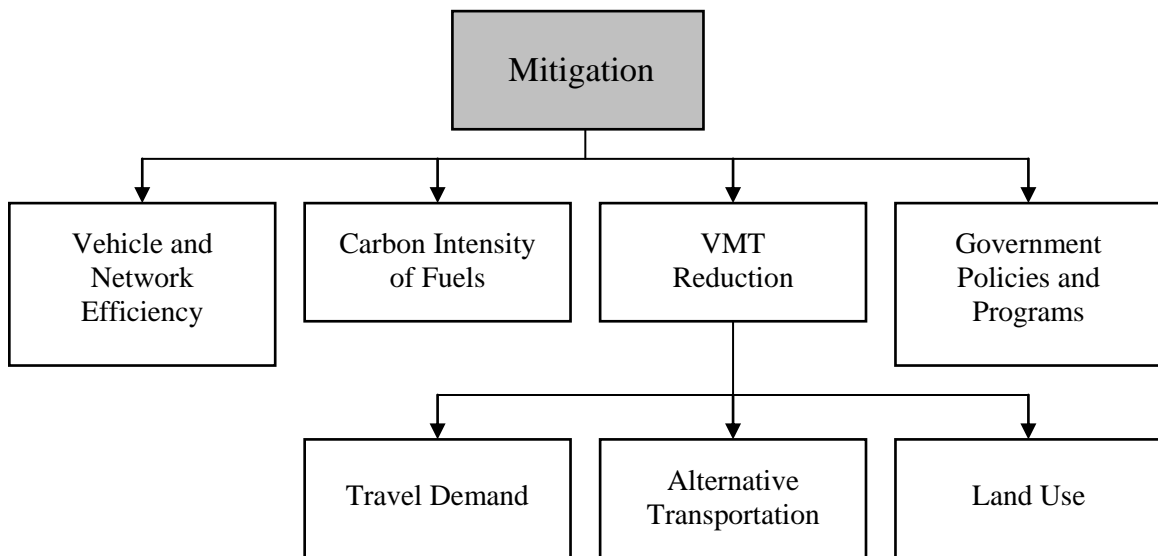 Mitigation
Vehicle and
Network
Efficiency
Carbon Intensity
of Fuels
VMT
Reduction
Government
Policies and
Programs
Travel Demand
Alternative
Transportation
Land Use